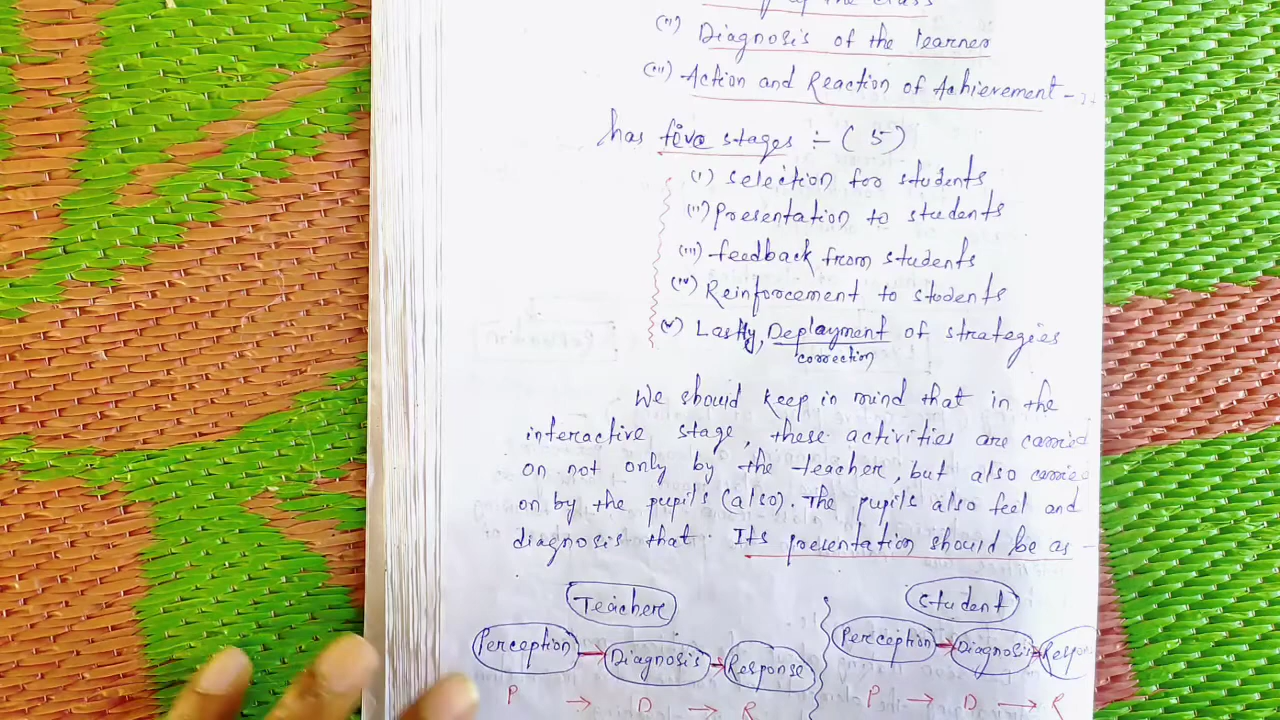 of the class
(ii) Diagnosis of the learner
(iii) Action and Reaction of Achievement -
has five stages :- (5)
(i) selection for students
(ii) Presentation to students
(iii) feedback from students
(iv) Reinforcement to students
(v) Lastly, Deployment of strategies
correction
We should keep in mind that in the
interactive stage, these activities are carried
on not only by the teacher, but also carried
on by the pupils (also). The pupils also feel and
diagnosis that. Its presentation should be as -
Teacher Student
Perception → Diagnosis → Response Perception → Diagnosis → Respon
P → D → R P → D → R